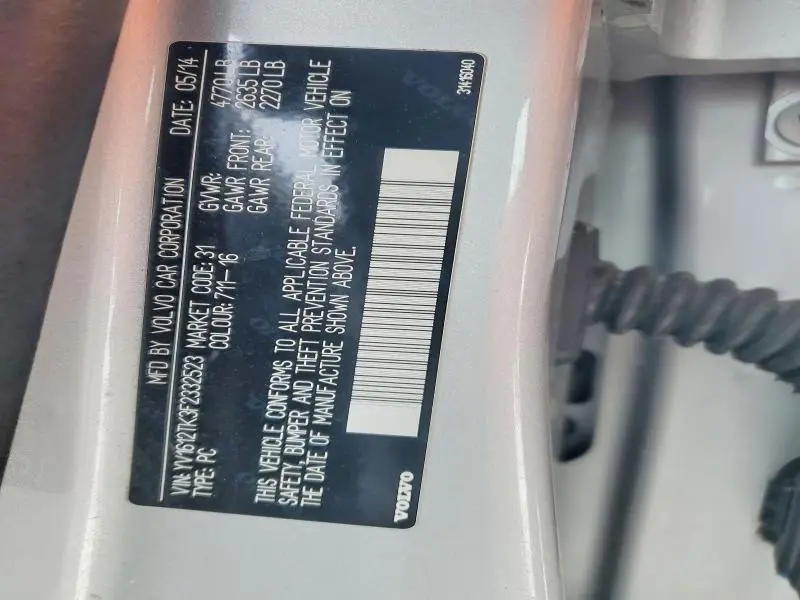 MFD BY VOLVO CAR CORPORATION DATE: 05/14
VIN: YV1612TK3F2332523 MARKET CODE: 31 GVWR: 4770 LB
TYPE: PC COLOUR: 711-16 GAWR FRONT: 2635 LB
GAWR REAR: 2270 LB
THIS VEHICLE CONFORMS TO ALL APPLICABLE FEDERAL MOTOR VEHICLE
SAFETY, BUMPER AND THEFT PREVENTION STANDARDS IN EFFECT ON
THE DATE OF MANUFACTURE SHOWN ABOVE.
VOLVO
31416040
VOLVO